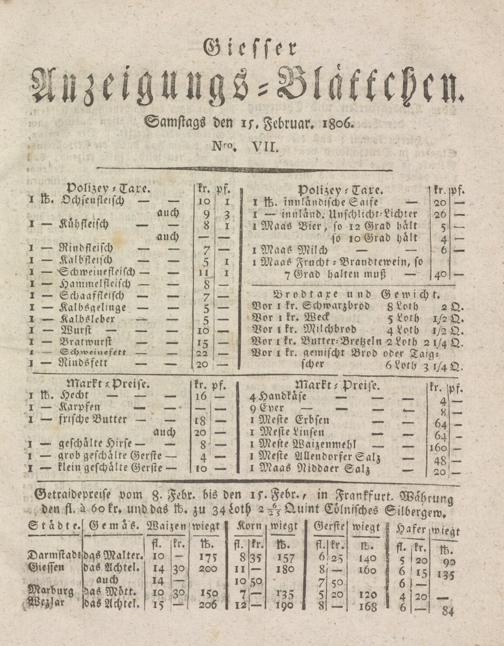 Giesser
Anzeigungs-Blättchen.
Samstags den 15. Februar. 1806.
Nro. VII.
Polizey-Taxe. kr. pf.
1 ℔. Ochsenfleisch — 10 1
auch 9 3
1 — Kühfleisch — 8 1
auch — —
1 — Rindfleisch — 7 —
1 — Kalbfleisch — 5 1
1 — Schweinefleisch — 11 1
1 — Hammelfleisch — 8 —
1 — Schaaffleisch — 7 —
1 — Kalbsgelinge — 5 —
1 — Kalbsleber — 5 —
1 — Wurst — 10 —
1 — Bratwurst — 15 —
1 — Schweinefett — 22 —
1 — Rindsfett — 20 —
Polizey-Taxe. kr. pf.
1 ℔. innländische Saife — 20 —
1 — innländ. Unschlicht-Lichter 26 —
1 Maas Bier, so 12 Grad hält 5 —
so 10 Grad hält 4 —
1 Maas Milch — 6 —
1 Maas Frucht-Brandtewein, so
7 Grad halten muß — 40 —
Brodtaxe und Gewicht.
Vor 1 kr. Schwarzbrod 8 Loth 2 Q.
Vor 1 kr. Weck 5 Loth 1/2 Q.
Vor 1 kr. Milchbrod 4 Loth 1/2 Q.
Vor 1 kr. Butter-Bretzeln 2 Loth 2 1/4 Q.
Vor 1 kr. gemischt Brod oder Taig-
scher 6 Loth 3 1/4 Q.
Markt-Preise. kr. pf.
1 ℔. Hecht — 16 —
1 — Karpfen — — —
1 — frische Butter — 18 —
auch 20 —
1 — geschälte Hirse — 8 —
1 — grob geschälte Gerste — 4 —
1 — klein geschälte Gerste — 10 —
Markt-Preise. kr. pf.
4 Handkäse — 4 —
9 Eyer — 8 —
1 Meste Erbsen 64 —
1 Meste Linsen 64 —
1 Meste Waizenmehl — 160 —
1 Meste Allendorfer Salz 48 —
1 Maas Niddaer Salz 20 —
Getraidepreise vom 8. Febr. bis den 15. Febr., in Frankfurt. Währung
den fl. à 60 kr. und das ℔. zu 34 Loth 2 6/25 Quint Cölnisches Silbergew.
Städte. Gemäs. Waizen wiegt Korn wiegt Gerste wiegt Hafer wiegt
fl. kr. ℔. fl. kr. ℔. fl. kr. ℔. fl. kr. ℔.
Darmstadt das Malter. 10 — 175 8 35 157 6 25 140 5 20 90
Giessen das Achtel. 14 30 200 11 — 180 8 — 160 6 15 135
auch 14 — 10 50 7 50 6 —
Marburg das Mött. 10 30 150 7 — 135 5 20 120 4 20 —
Wezlar das Achtel. 15 — 206 12 — 190 8 — 168 6 — 84